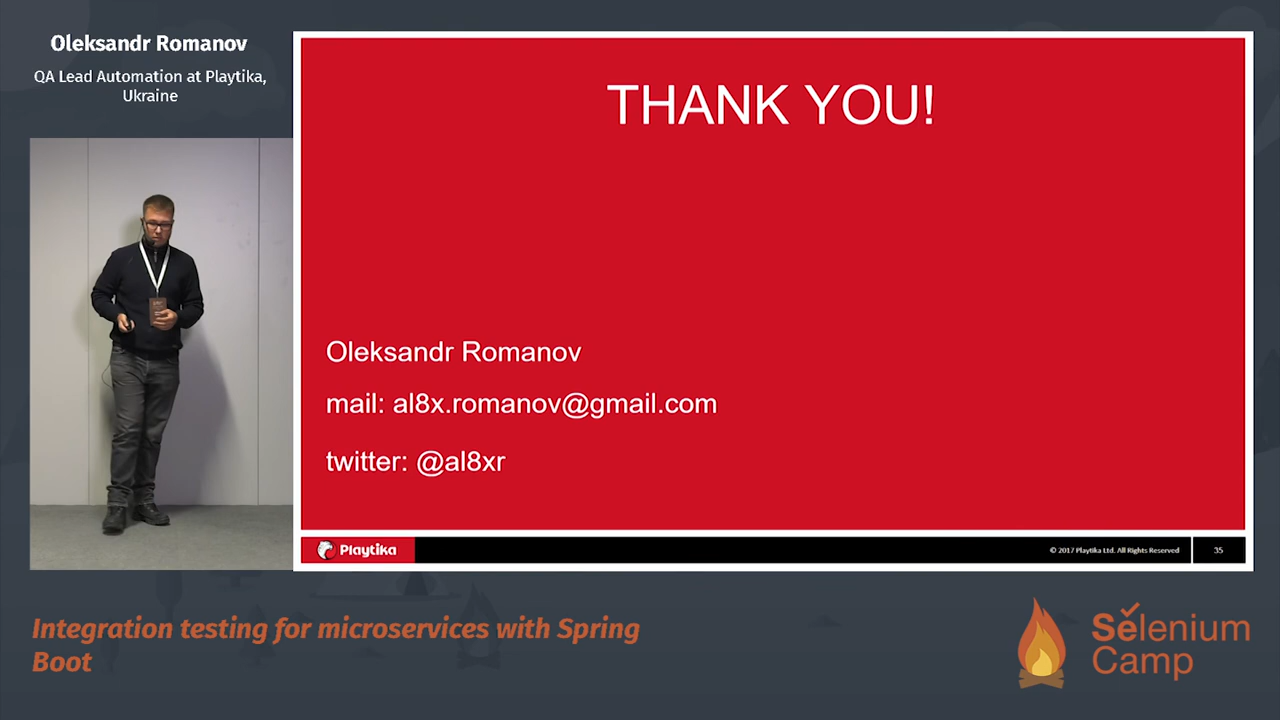 Oleksandr Romanov
QA Lead Automation at Playtika,
Ukraine
THANK YOU!
Oleksandr Romanov
mail: al8x.romanov@gmail.com
twitter: @al8xr
Playtika
© 2017 Playtika Ltd. All Rights Reserved
35
Integration testing for microservices with Spring
Boot
Selenium
Camp